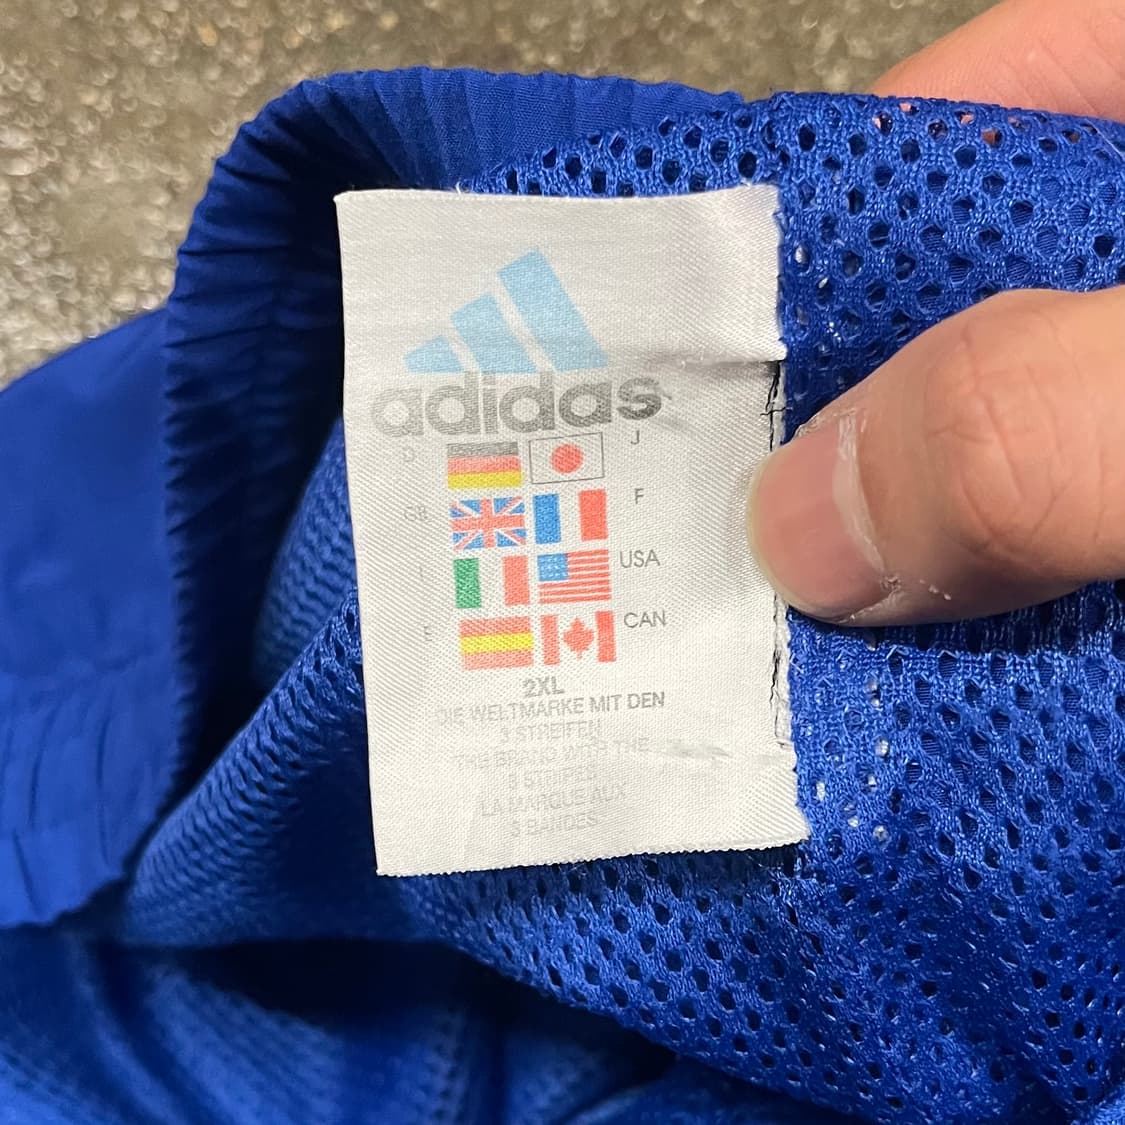 adidas
D J
GB F
I USA
E CAN
2XL
DIE WELTMARKE MIT DEN
3 STREIFEN
THE BRAND WITH THE
3 STRIPES
LA MARQUE AUX
3 BANDES